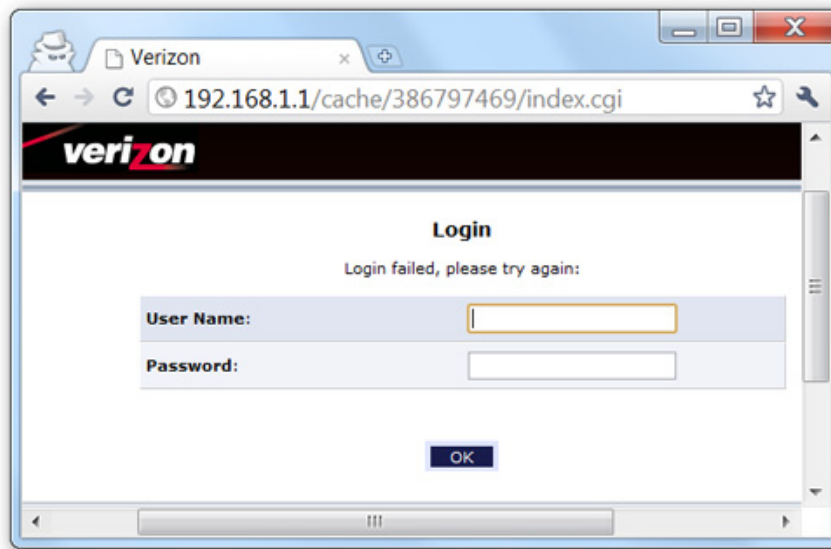 Verizon
192.168.1.1/cache/386797469/index.cgi
verizon
Login
Login failed, please try again:
User Name:
Password:
OK